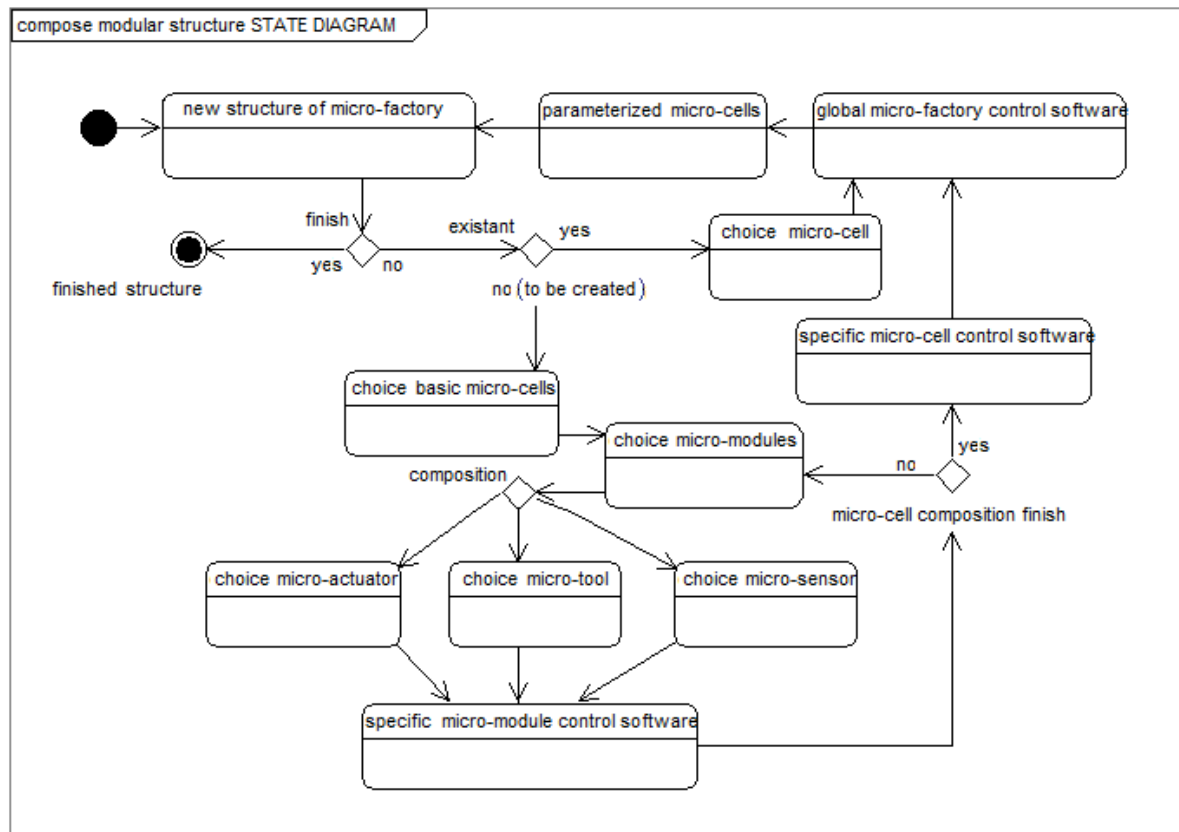 compose modular structure STATE DIAGRAM
new structure of micro-factory
parameterized micro-cells
global micro-factory control software
finish
existant
yes
choice micro-cell
yes
no
finished structure
no (to be created)
specific micro-cell control software
choice basic micro-cells
choice micro-modules
yes
no
composition
micro-cell composition finish
choice micro-actuator
choice micro-tool
choice micro-sensor
specific micro-module control software